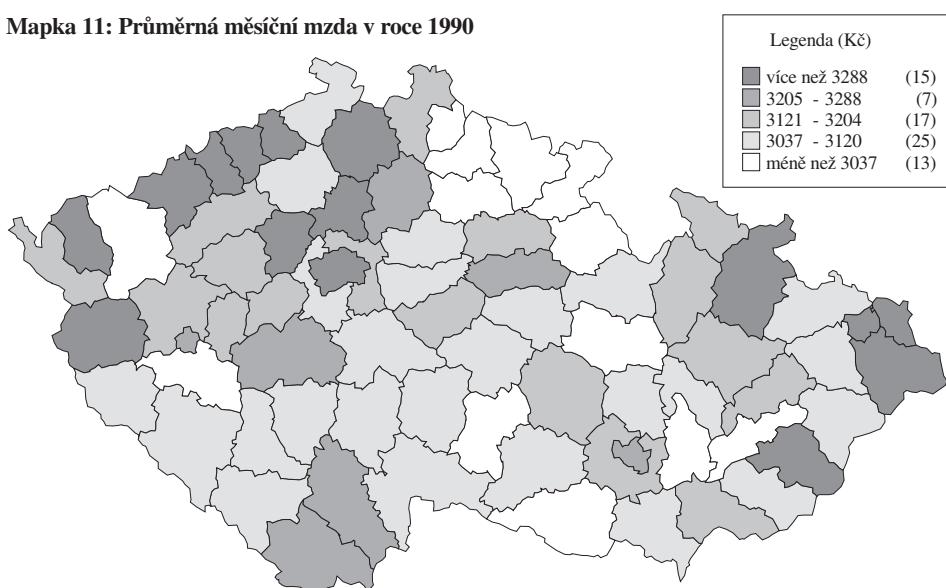 Mapka 11: Průměrná měsíční mzda v roce 1990
Legenda (Kč)
více než 3288 (15)
3205 - 3288 (7)
3121 - 3204 (17)
3037 - 3120 (25)
méně než 3037 (13)